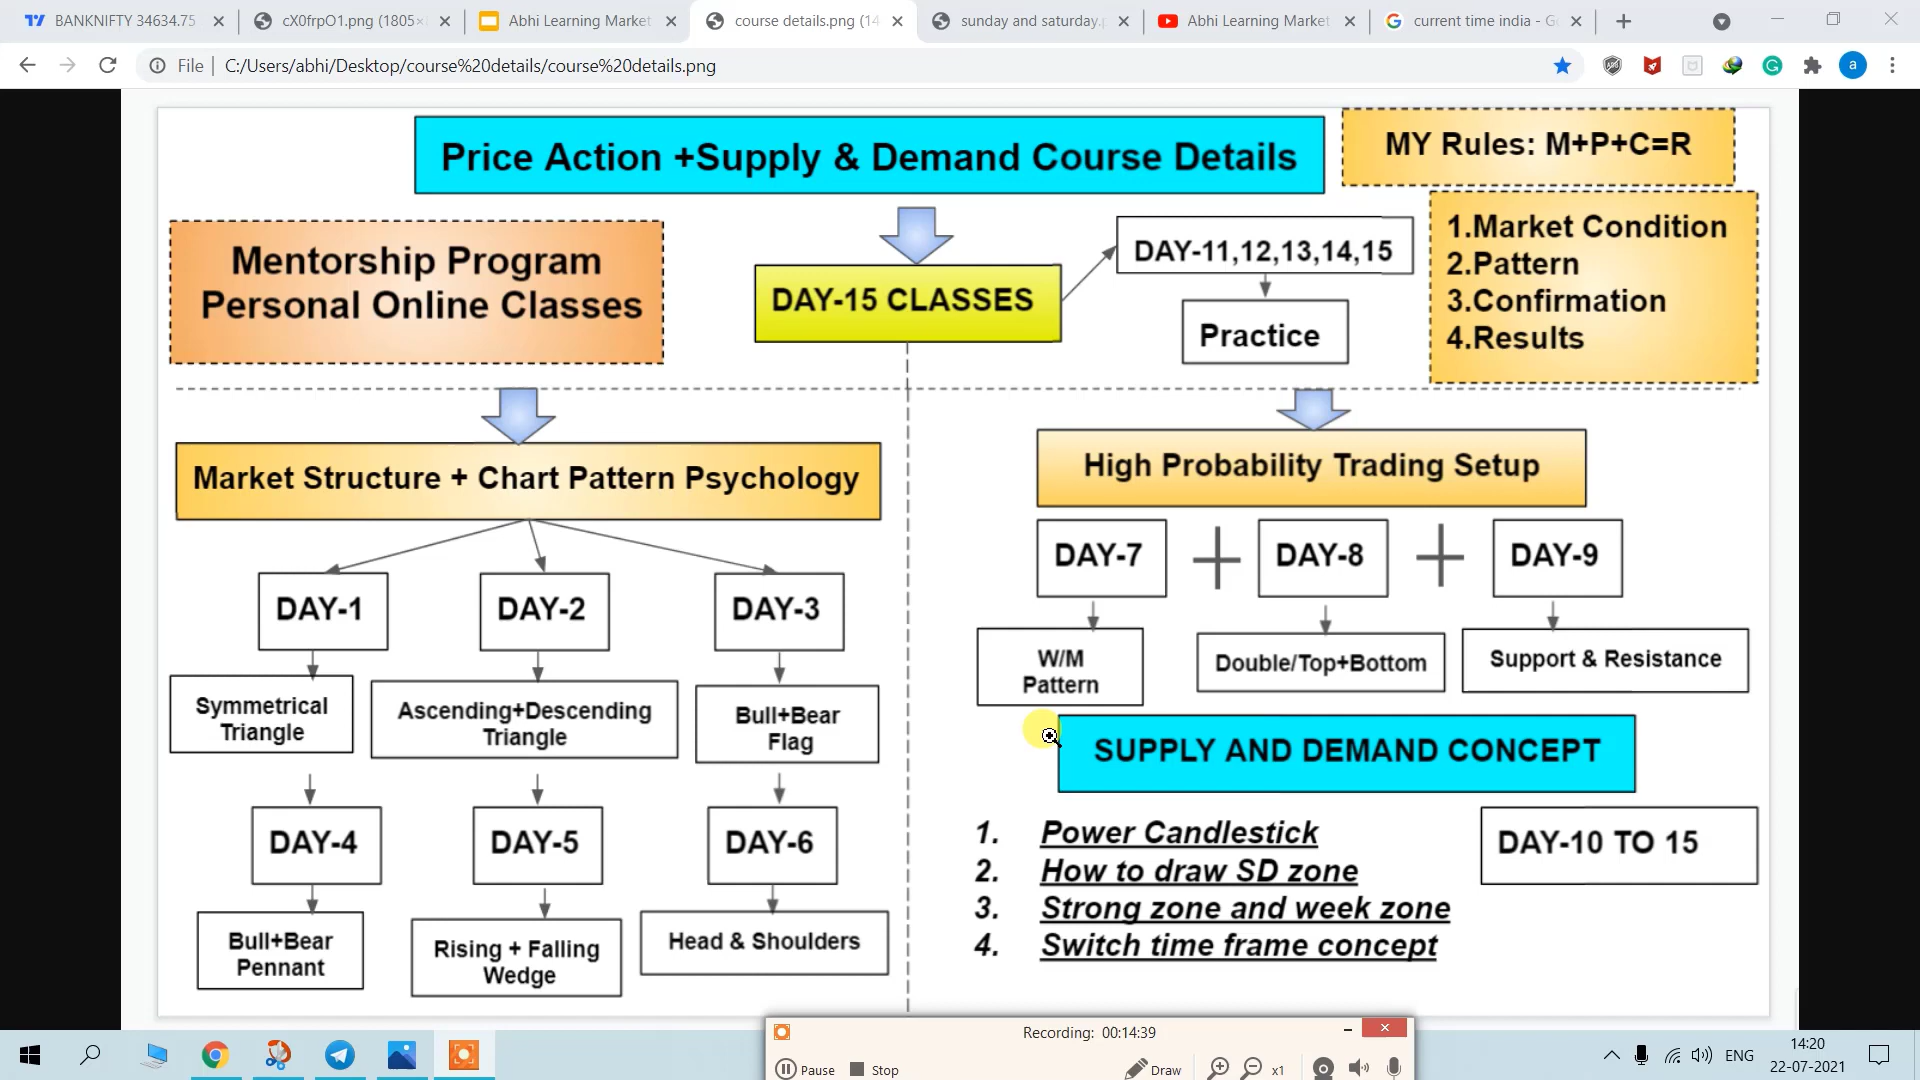 BANKNIFTY 34634.75
cX0frpO1.png (1805×
Abhi Learning Market
course details.png (14
sunday and saturday.p
Abhi Learning Market
current time india - G
File
C:/Users/abhi/Desktop/course%20details/course%20details.png
a
Price Action +Supply & Demand Course Details
MY Rules: M+P+C=R
Mentorship Program
Personal Online Classes
DAY-15 CLASSES
DAY-11,12,13,14,15
Practice
1.Market Condition
2.Pattern
3.Confirmation
4.Results
Market Structure + Chart Pattern Psychology
DAY-1
DAY-2
DAY-3
Symmetrical
Triangle
Ascending+Descending
Triangle
Bull+Bear
Flag
DAY-4
DAY-5
DAY-6
Bull+Bear
Pennant
Rising + Falling
Wedge
Head & Shoulders
High Probability Trading Setup
DAY-7
DAY-8
DAY-9
W/M
Pattern
Double/Top+Bottom
Support & Resistance
SUPPLY AND DEMAND CONCEPT
1. Power Candlestick
2. How to draw SD zone
3. Strong zone and week zone
4. Switch time frame concept
DAY-10 TO 15
Recording: 00:14:39
Pause
Stop
Draw
x1
ENG
14:20
22-07-2021